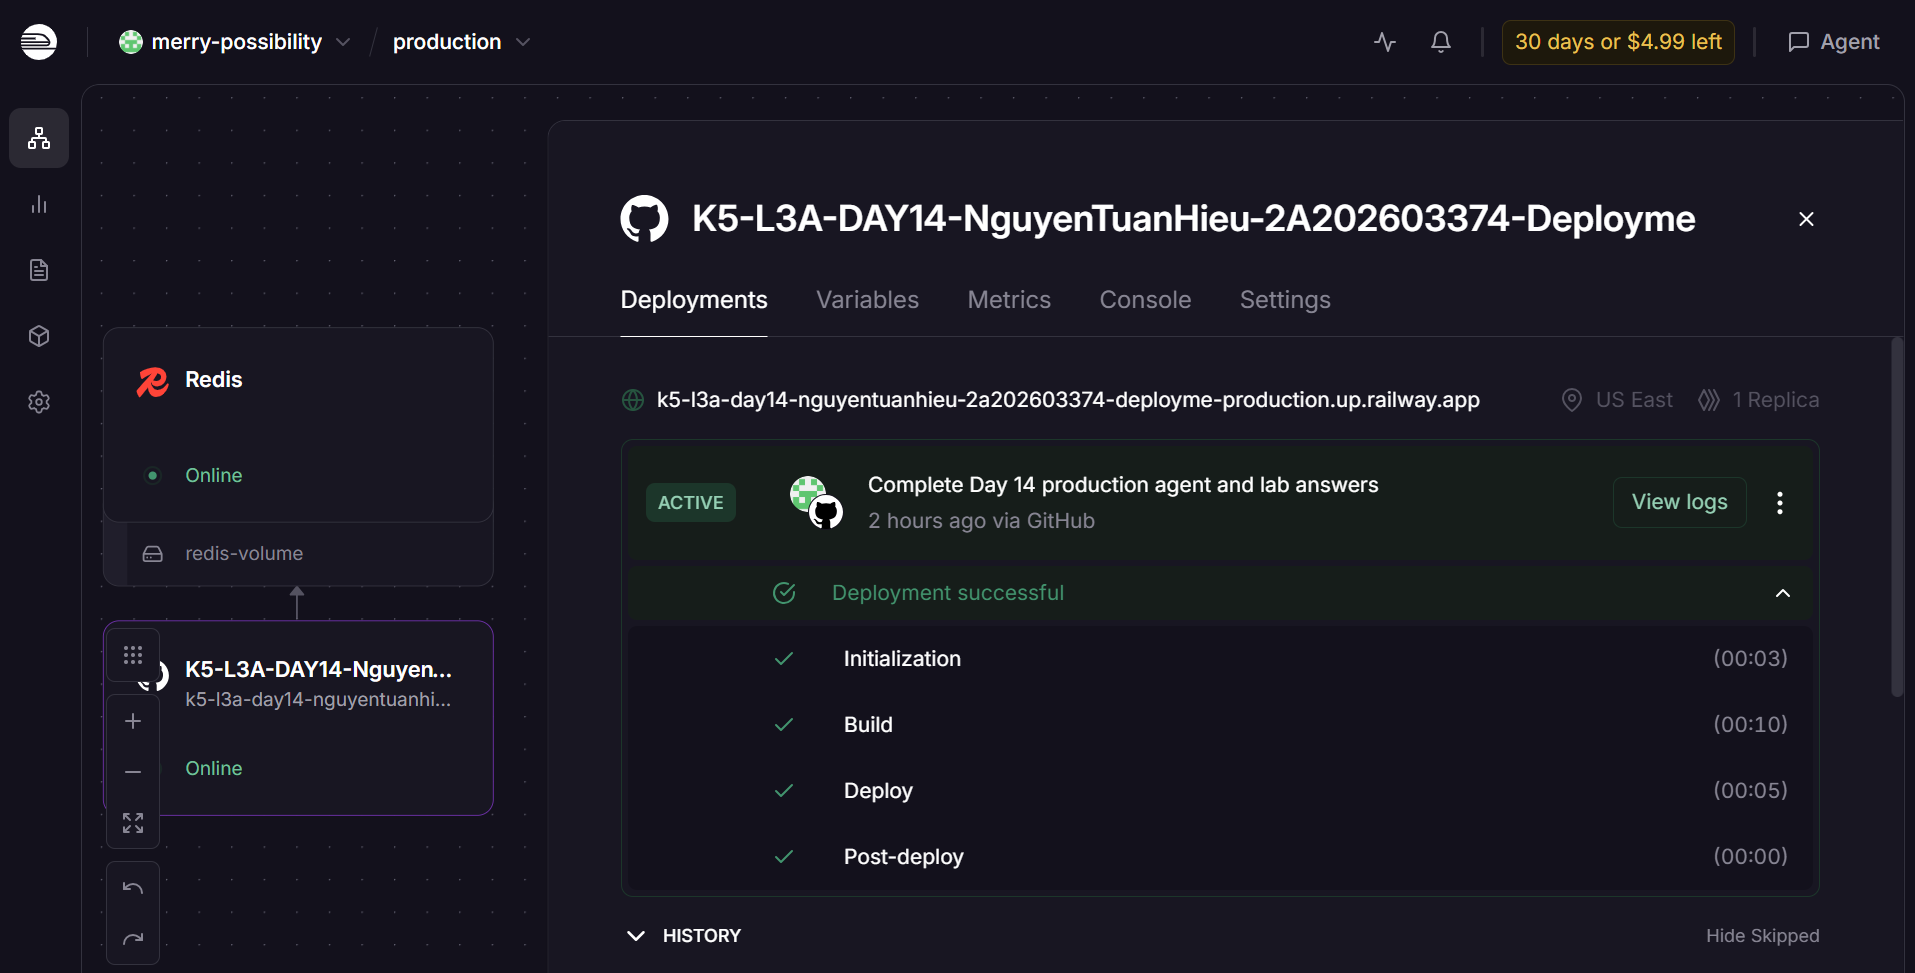 merry-possibility
production
30 days or $4.99 left
Agent
Redis
Online
redis-volume
K5-L3A-DAY14-Nguyen...
k5-l3a-day14-nguyentuanhi...
Online
K5-L3A-DAY14-NguyenTuanHieu-2A202603374-Deployme
Deployments Variables Metrics Console Settings
k5-l3a-day14-nguyentuanhieu-2a202603374-deployme-production.up.railway.app
US East
1 Replica
ACTIVE
Complete Day 14 production agent and lab answers
2 hours ago via GitHub
View logs
Deployment successful
Initialization (00:03)
Build (00:10)
Deploy (00:05)
Post-deploy (00:00)
HISTORY
Hide Skipped